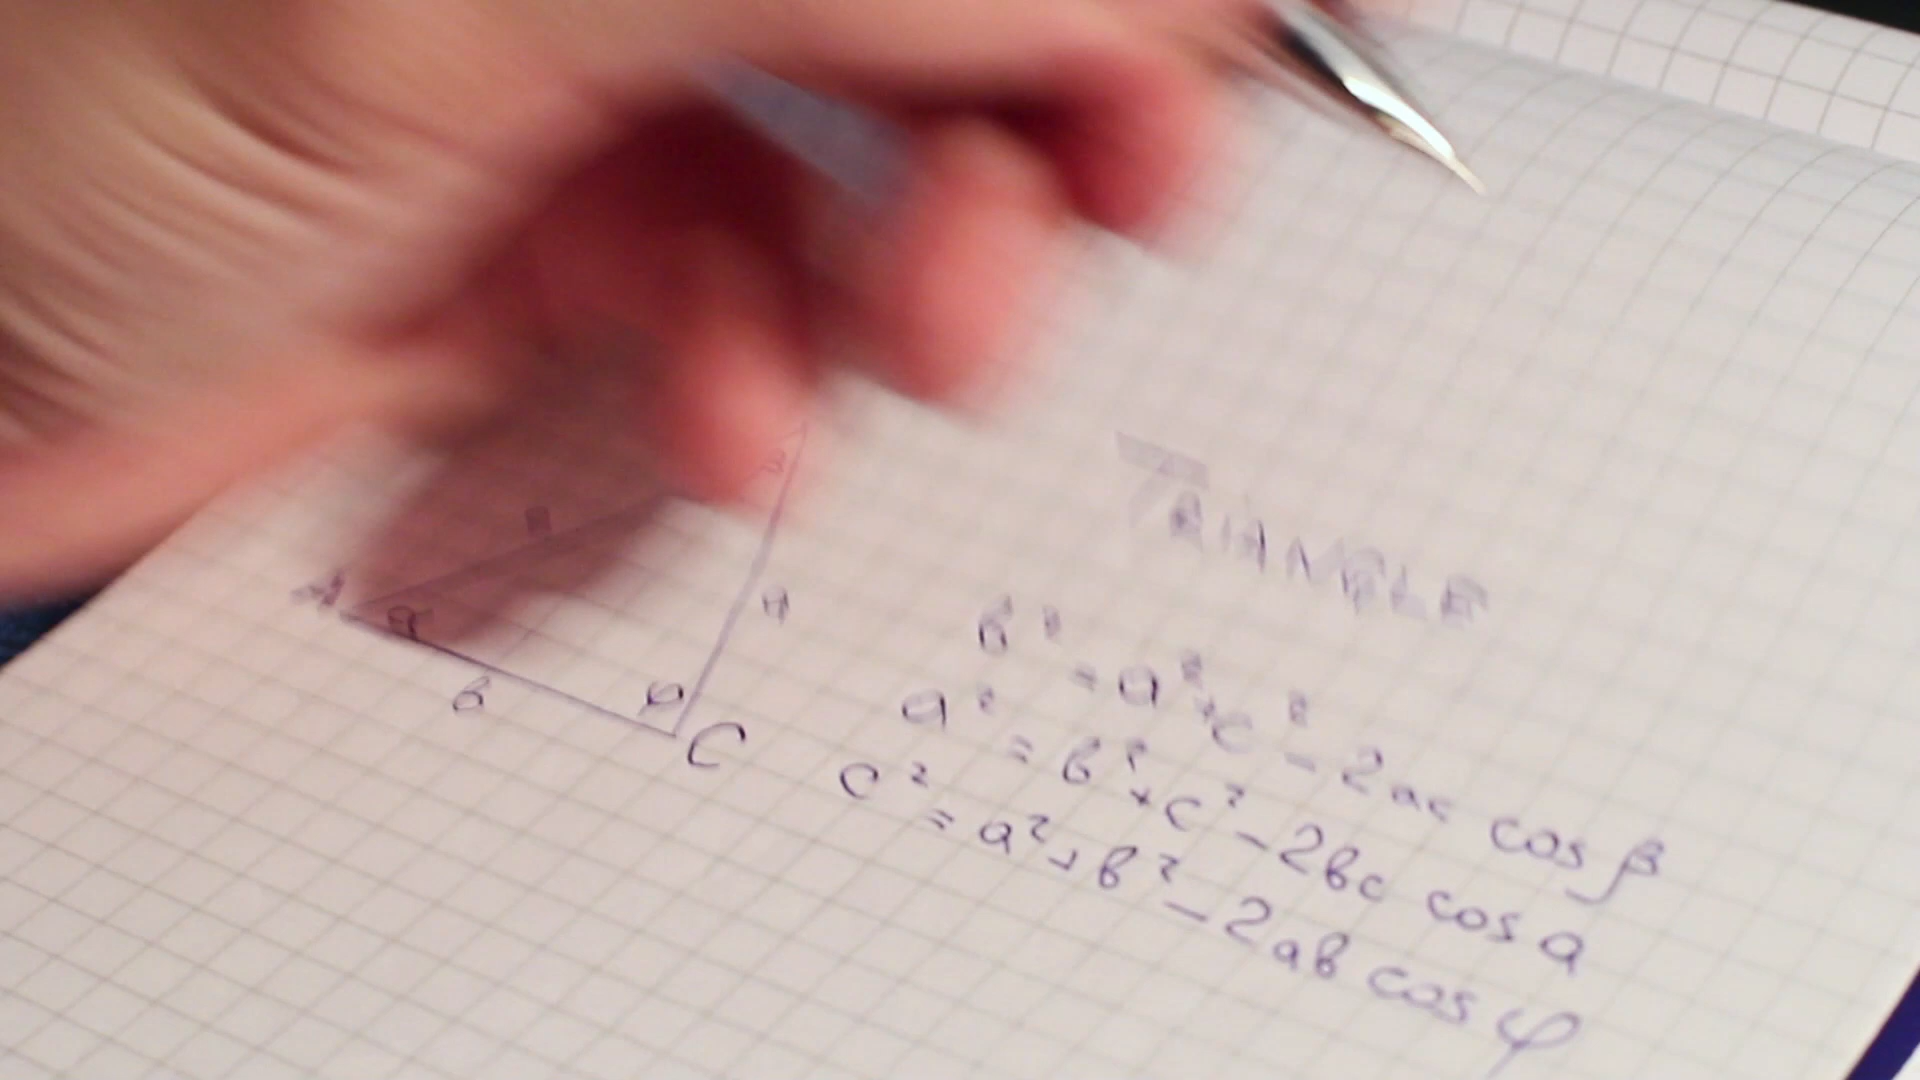 TRIANGLE
A
α
b
φ
C
a
β
b² = a² + c² - 2ac cos β
a² = b² + c² - 2bc cos α
c² = a² + b² - 2ab cos φ